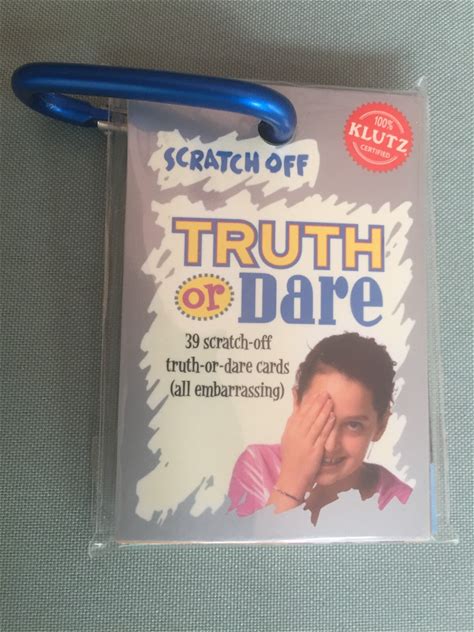 100%
KLUTZ
CERTIFIED
SCRATCH OFF
TRUTH
or Dare
39 scratch-off
truth-or-dare cards
(all embarrassing)